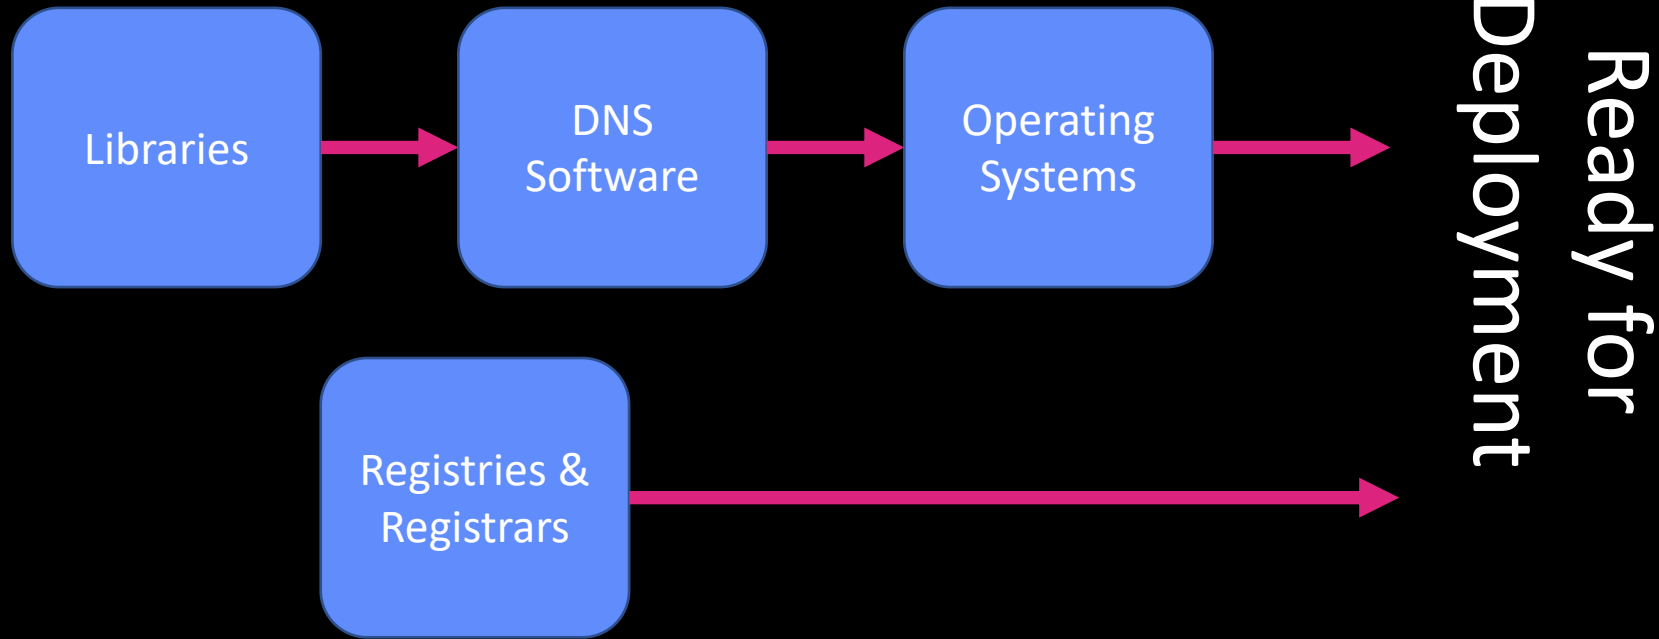 Libraries
DNS
Software
Operating
Systems
Ready for
Deployment
Registries &
Registrars